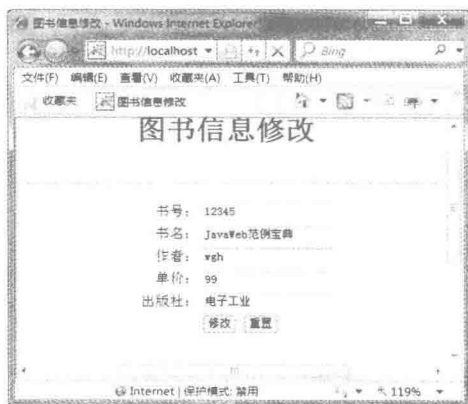 图书信息修改 - Windows Internet Explorer
http://localhost
Bing
文件(F) 编辑(E) 查看(V) 收藏夹(A) 工具(T) 帮助(H)
收藏夹 图书信息修改
图书信息修改
书号： 12345
书名： JavaWeb范例宝典
作者： wgh
单价： 99
出版社： 电子工业
修改 重置
Internet | 保护模式: 禁用 119%